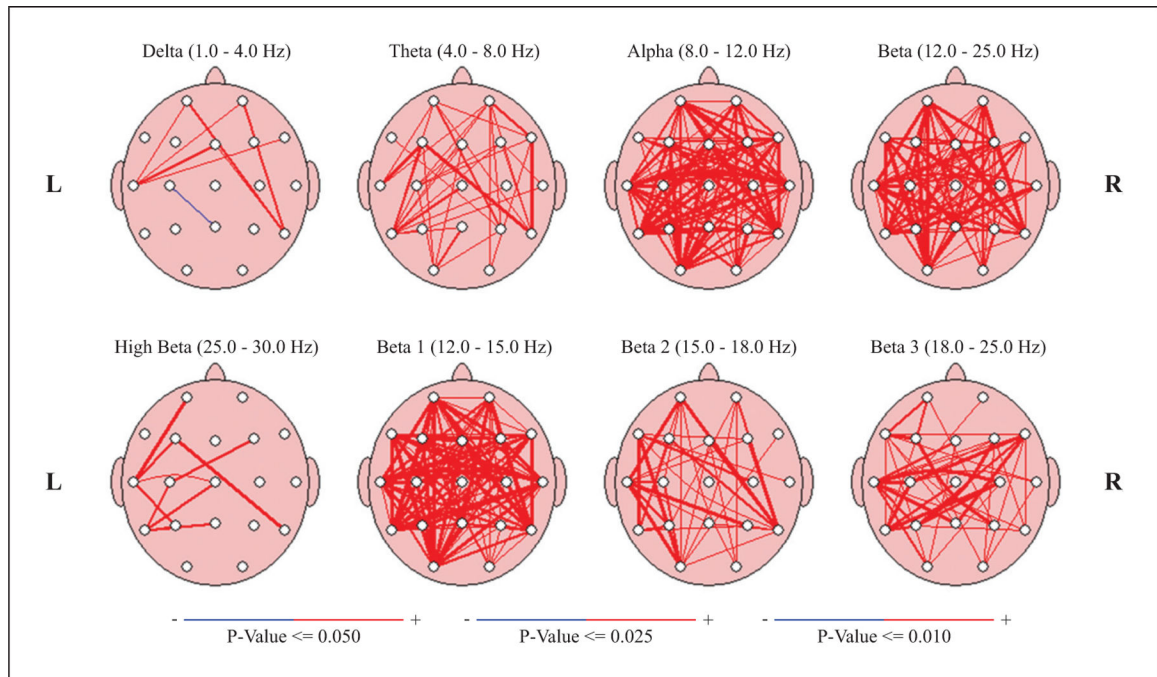 Delta (1.0 - 4.0 Hz) Theta (4.0 - 8.0 Hz) Alpha (8.0 - 12.0 Hz) Beta (12.0 - 25.0 Hz)
L R
High Beta (25.0 - 30.0 Hz) Beta 1 (12.0 - 15.0 Hz) Beta 2 (15.0 - 18.0 Hz) Beta 3 (18.0 - 25.0 Hz)
L R
- + - + - +
P-Value <= 0.050 P-Value <= 0.025 P-Value <= 0.010